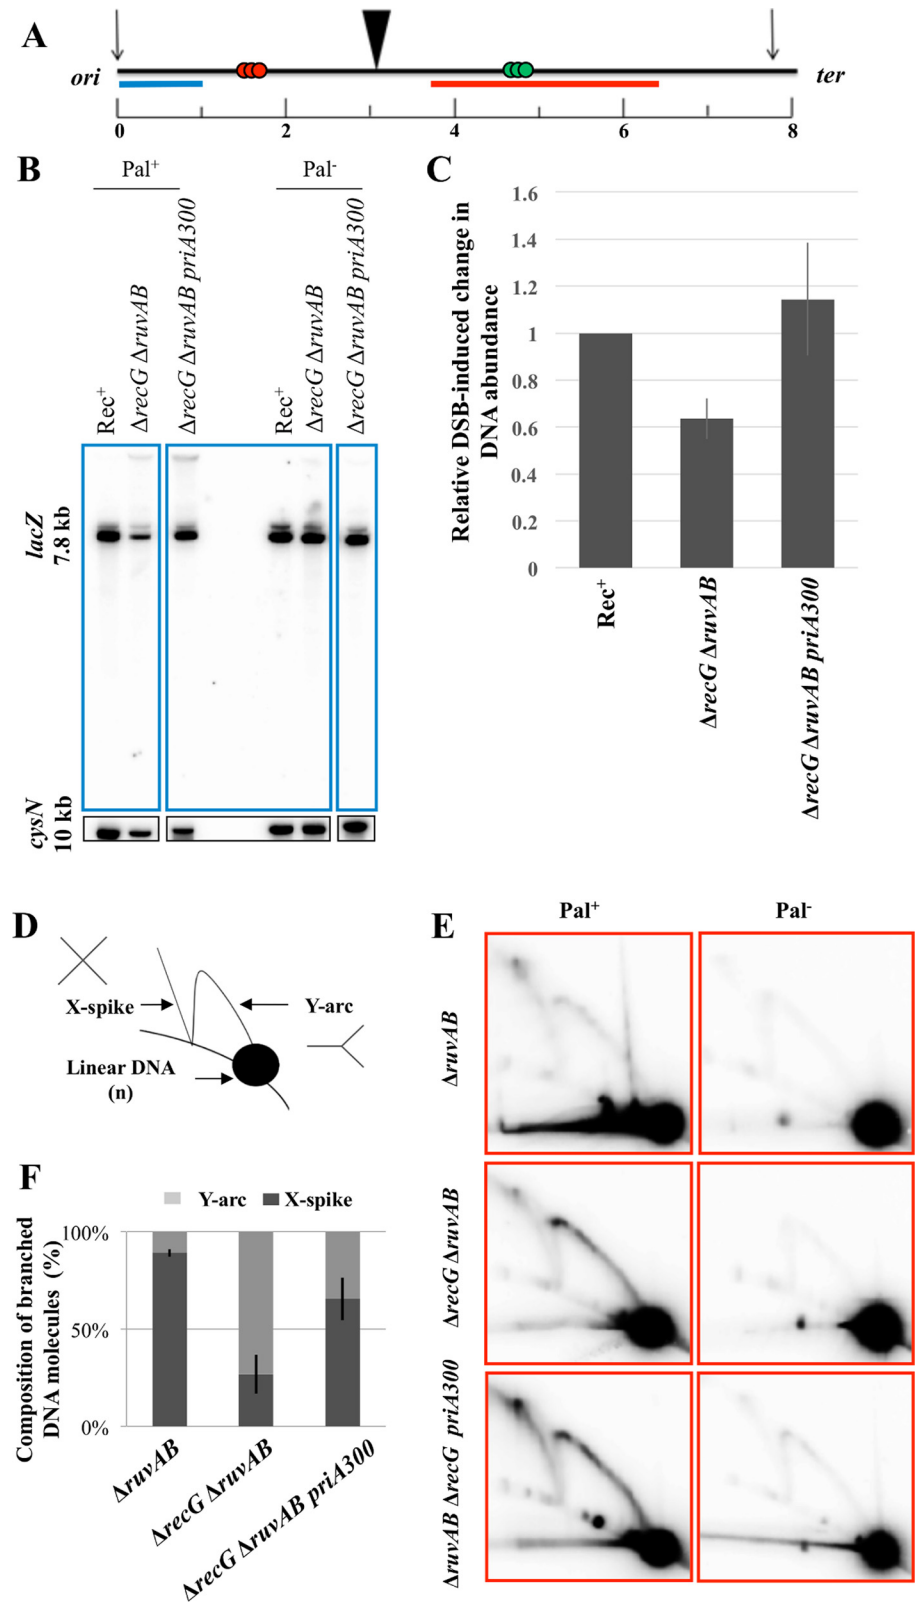 A
ori
ter
0 2 4 6 8
B
Pal+
Pal-
Rec+
ΔrecG ΔruvAB
ΔrecG ΔruvAB priA300
Rec+
ΔrecG ΔruvAB
ΔrecG ΔruvAB priA300
lacZ
7.8 kb
cysN
10 kb
C
Relative DSB-induced change in
DNA abundance
1.6
1.4
1.2
1
0.8
0.6
0.4
0.2
0
Rec+
ΔrecG ΔruvAB
ΔrecG ΔruvAB priA300
D
X-spike
Y-arc
Linear DNA
(n)
E
Pal+
Pal-
ΔruvAB
ΔrecG ΔruvAB
ΔruvAB ΔrecG priA300
F
Y-arc X-spike
Composition of branched
DNA molecules (%)
100%
50%
0%
ΔruvAB
ΔrecG ΔruvAB
ΔrecG ΔruvAB priA300